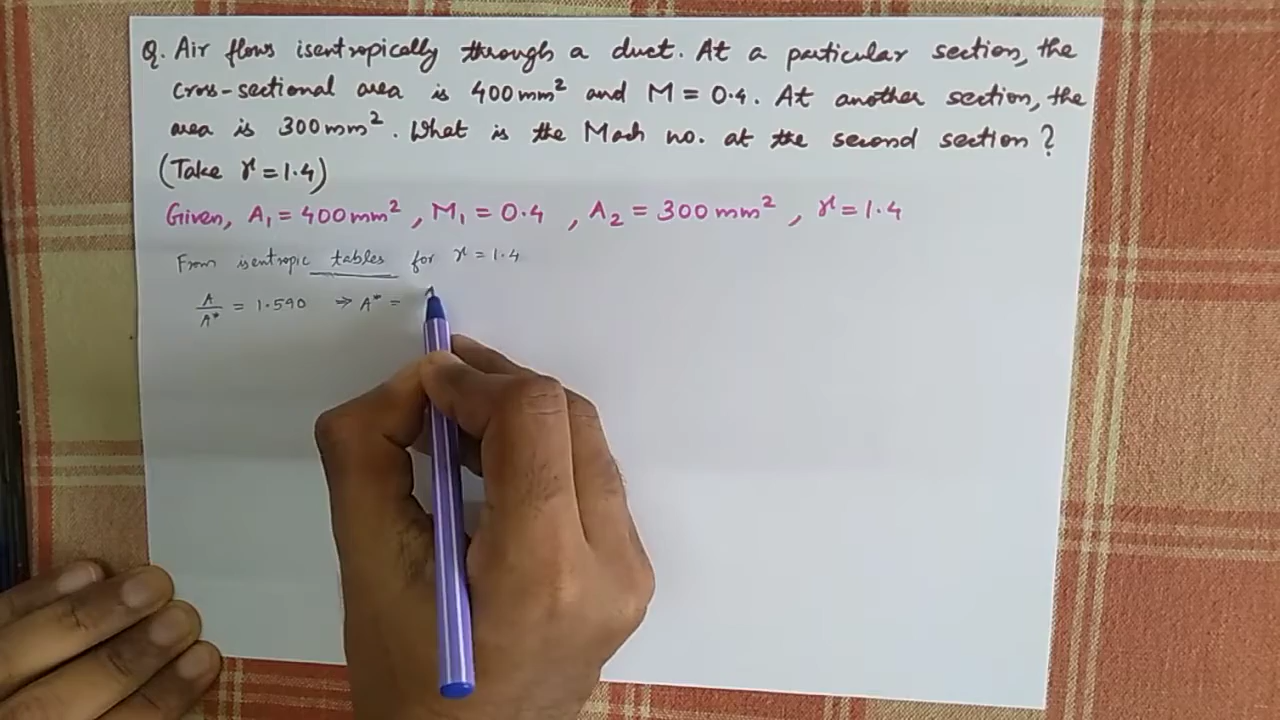 Q. Air flows isentropically through a duct. At a particular section, the
cross-sectional area is 400 mm² and M = 0.4. At another section, the
area is 300 mm². What is the Mach no. at the second section?
(Take γ = 1.4)
Given, A₁ = 400 mm², M₁ = 0.4, A₂ = 300 mm², γ = 1.4
From isentropic tables for γ = 1.4
A/A* = 1.590 ⇒ A* =